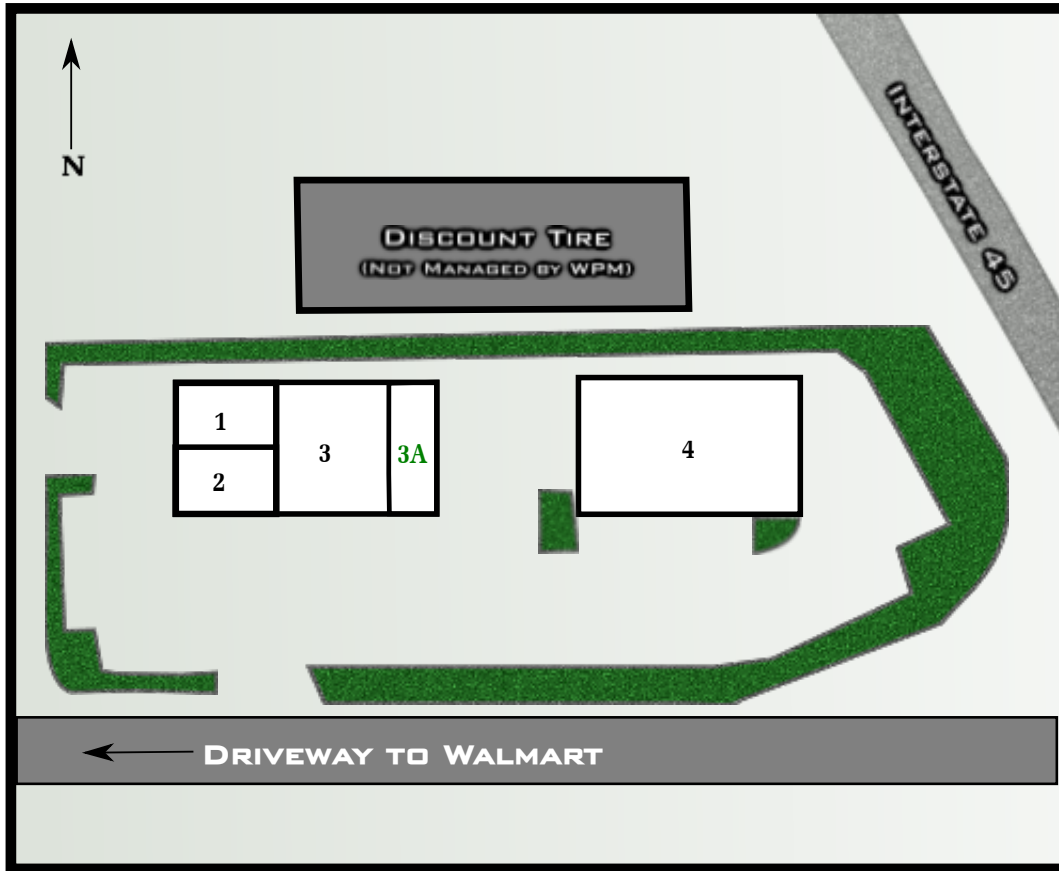 N
Interstate 45
Discount Tire
(Not Managed by WPM)
1
3
3A
4
2
Driveway to Walmart